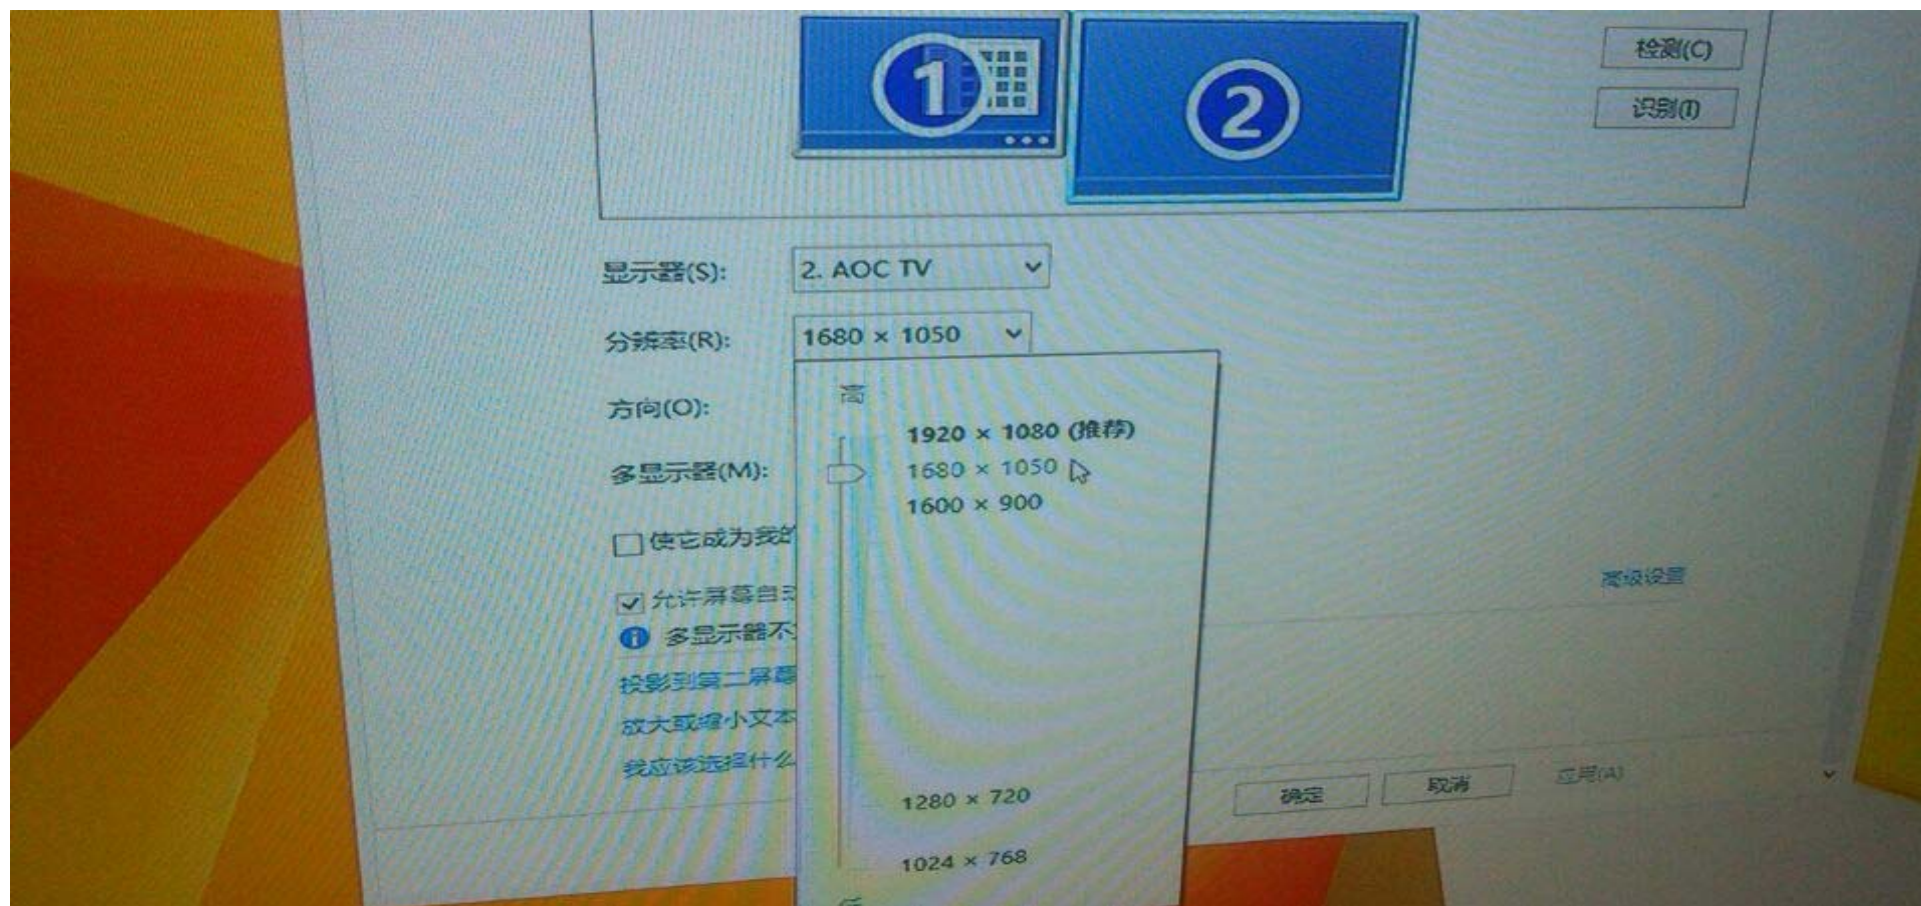 1
2
检测(C)
识别(I)
显示器(S): 2. AOC TV
分辨率(R): 1680 × 1050
高
方向(O):
1920 × 1080 (推荐)
多显示器(M):
1680 × 1050
1600 × 900
使它成为我的
高级设置
允许屏幕自动
多显示器不
投影到第二屏幕
放大或缩小文本
我应该选择什么
1280 × 720
确定 取消 应用(A)
1024 × 768